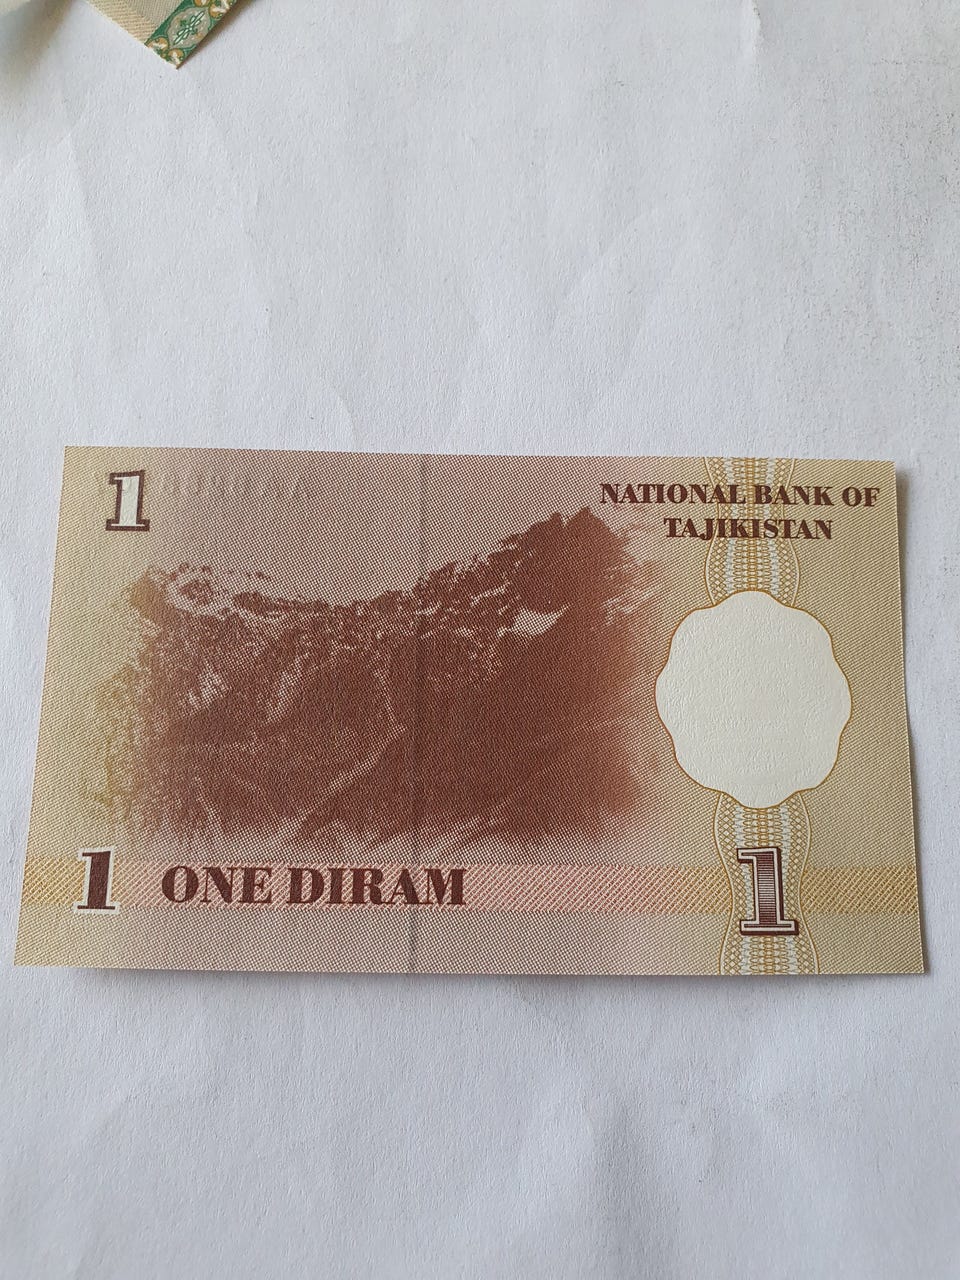 1
NATIONAL BANK OF
TAJIKISTAN
1 ONE DIRAM
1